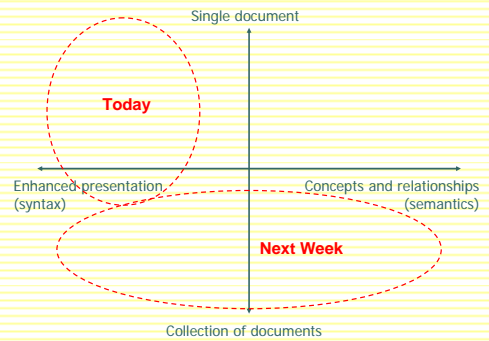 Single document
Today
Enhanced presentation
(syntax)
Concepts and relationships
(semantics)
Next Week
Collection of documents